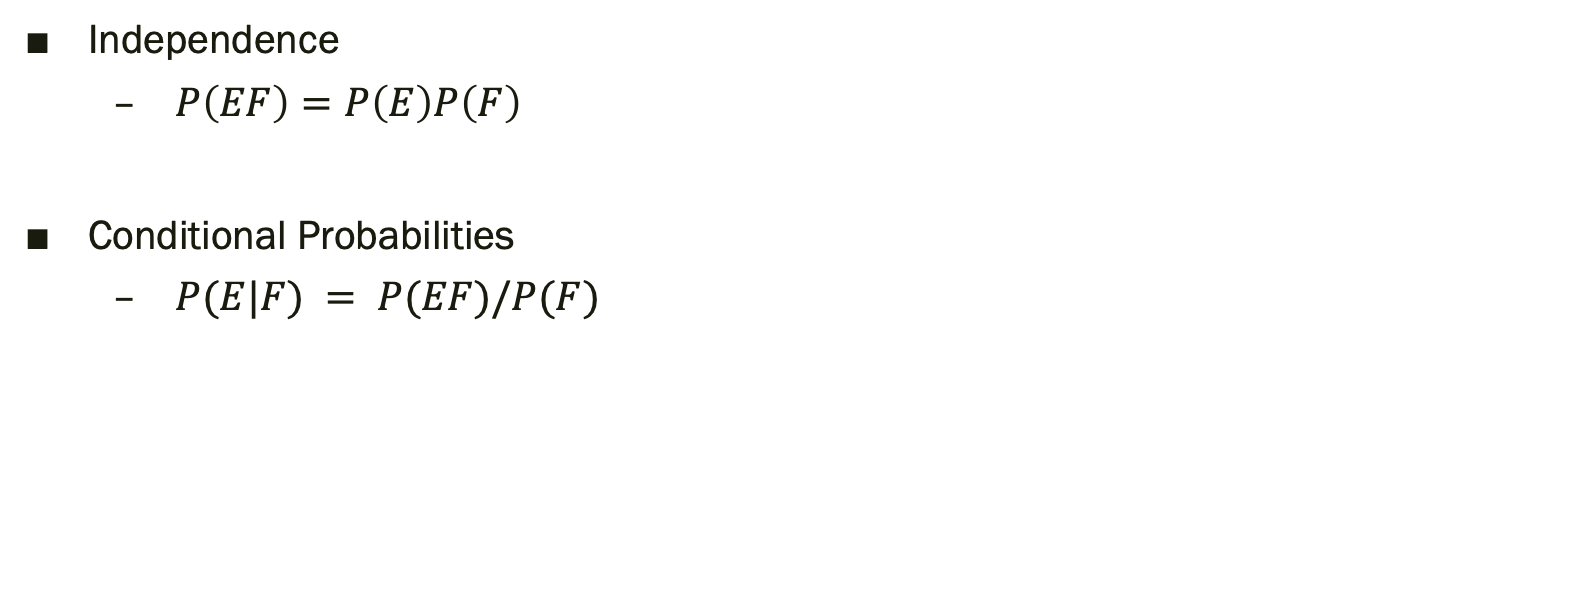 ■ Independence
– P(EF) = P(E)P(F)
■ Conditional Probabilities
– P(E|F) = P(EF)/P(F)